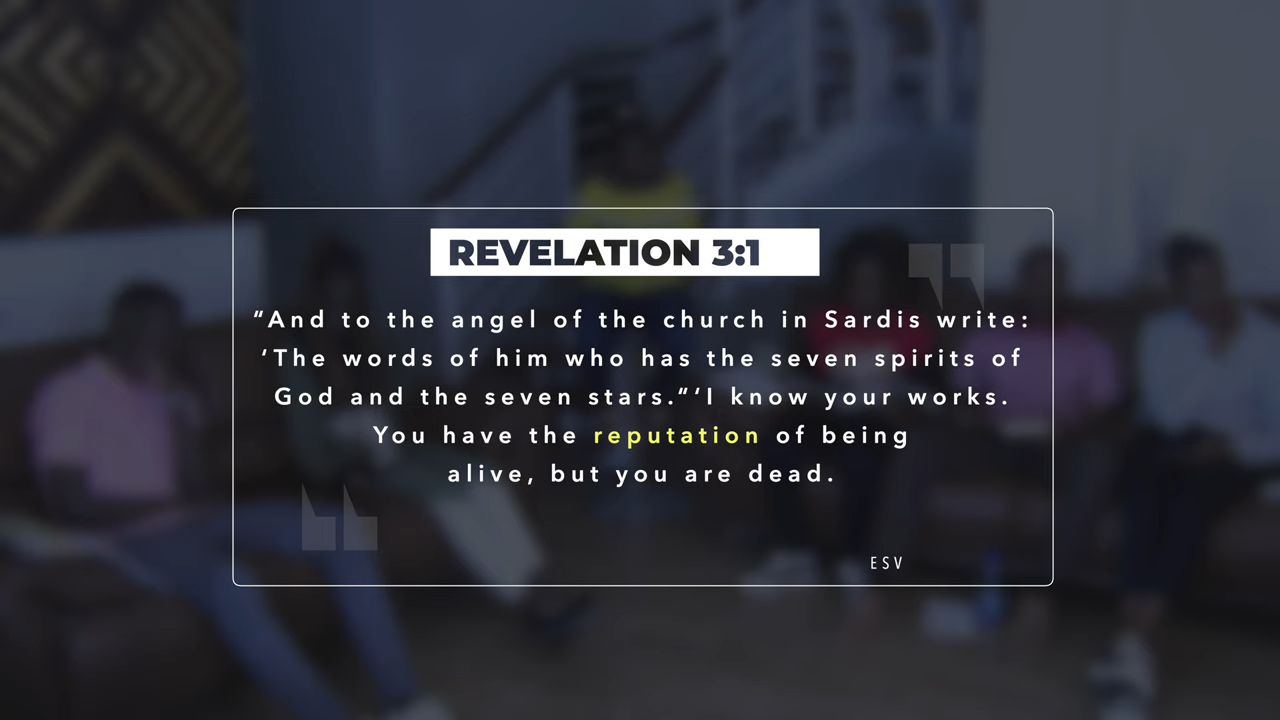 REVELATION 3:1
“And to the angel of the church in Sardis write:
‘The words of him who has the seven spirits of
God and the seven stars.“‘I know your works.
You have the reputation of being
alive, but you are dead.
ESV